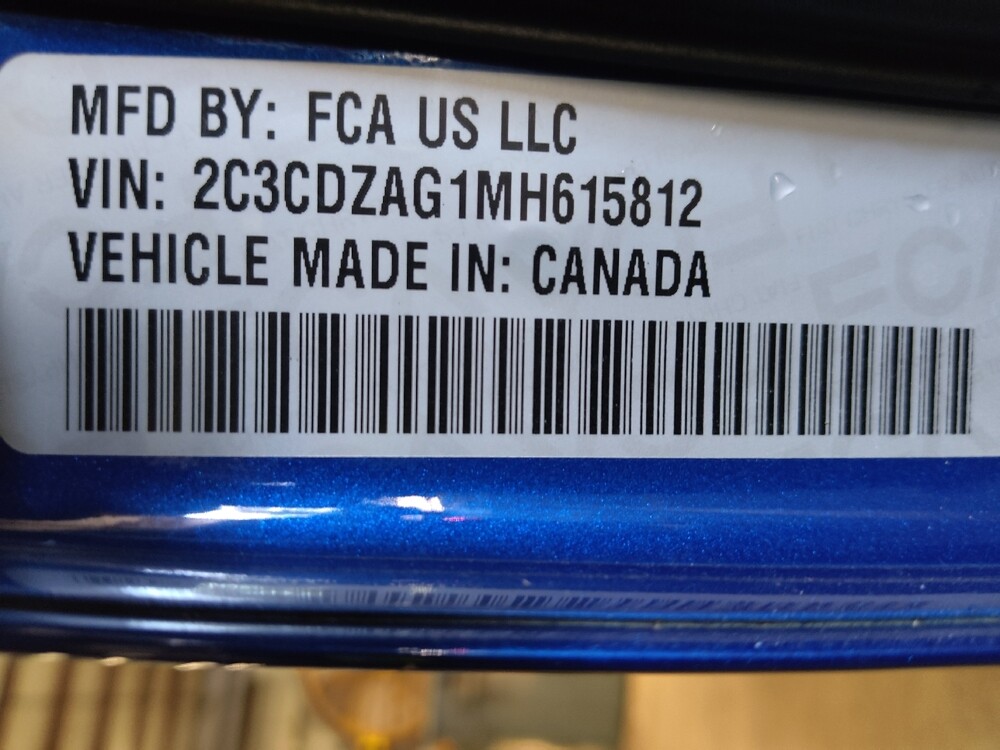 MFD BY: FCA US LLC
VIN: 2C3CDZAG1MH615812
VEHICLE MADE IN: CANADA